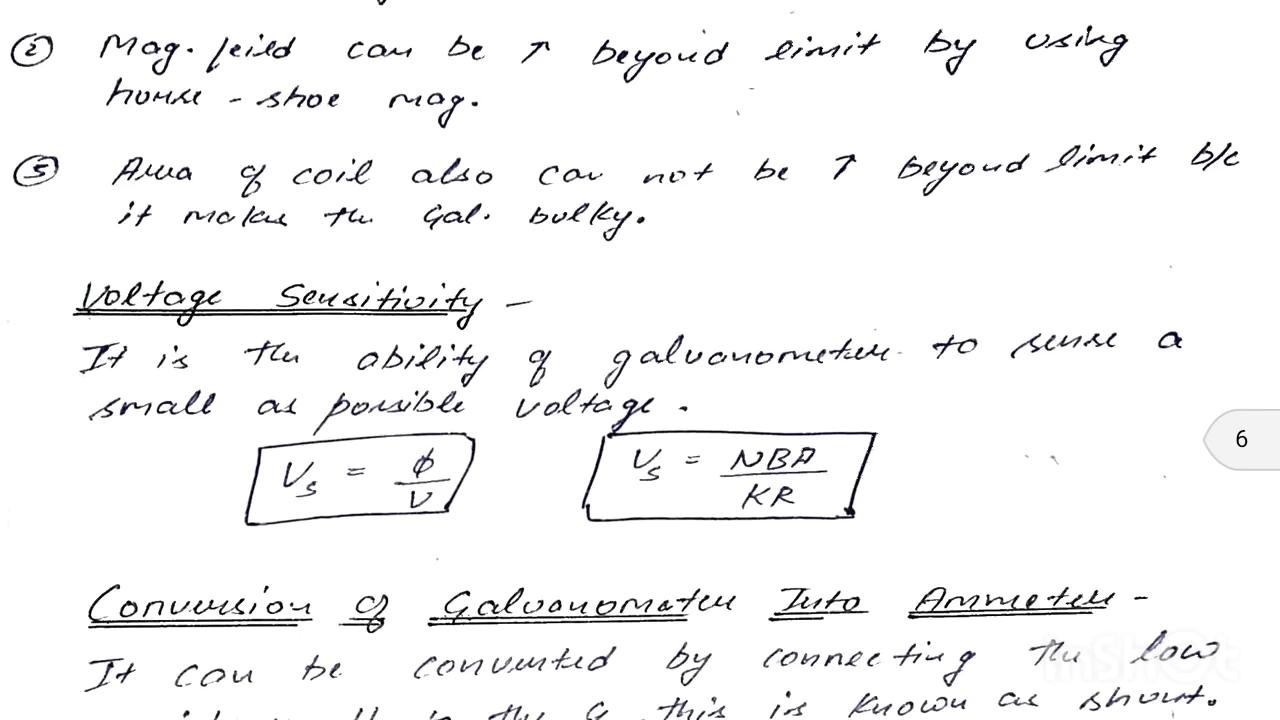 ② Mag. feild can be ↑ beyond limit by using
horse - shoe mag.
③ Area of coil also can not be ↑ beyond limit b/c
it makes the Gal. bulky.
Voltage Sensitivity -
It is the ability of galvanometer to sense a
small as possible voltage.
Vs = ϕ/V
Vs = NBA/KR
6
Conversion of Galvanometer Into Ammeter -
It can be converted by connecting the low
this is known as shunt.
InShOt